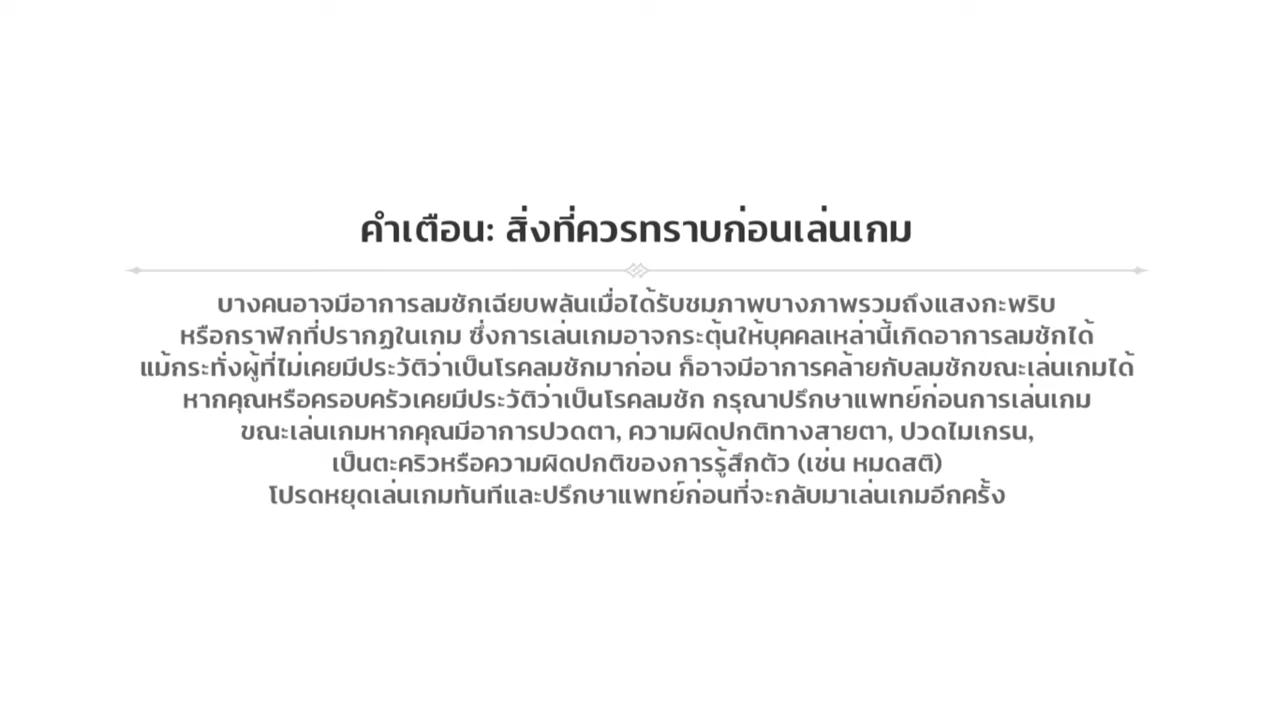 คำเตือน: สิ่งที่ควรทราบก่อนเล่นเกม
บางคนอาจมีอาการลมชักเฉียบพลันเมื่อได้รับชมภาพบางภาพรวมถึงแสงกะพริบ
หรือกราฟิกที่ปรากฏในเกม ซึ่งการเล่นเกมอาจกระตุ้นให้บุคคลเหล่านี้เกิดอาการลมชักได้
แม้กระทั่งผู้ที่ไม่เคยมีประวัติว่าเป็นโรคลมชักมาก่อน ก็อาจมีอาการคล้ายกับลมชักขณะเล่นเกมได้
หากคุณหรือครอบครัวเคยมีประวัติว่าเป็นโรคลมชัก กรุณาปรึกษาแพทย์ก่อนการเล่นเกม
ขณะเล่นเกมหากคุณมีอาการปวดตา, ความผิดปกติทางสายตา, ปวดไมเกรน,
เป็นตะคริวหรือความผิดปกติของการรู้สึกตัว (เช่น หมดสติ)
โปรดหยุดเล่นเกมทันทีและปรึกษาแพทย์ก่อนที่จะกลับมาเล่นเกมอีกครั้ง